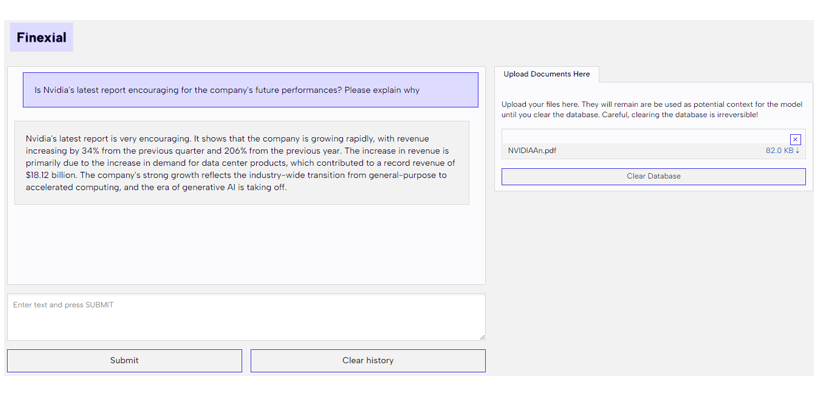 Finexial
Is Nvidia's latest report encouraging for the company's future performances? Please explain why
Nvidia's latest report is very encouraging. It shows that the company is growing rapidly, with revenue
increasing by 34% from the previous quarter and 206% from the previous year. The increase in revenue is
primarily due to the increase in demand for data center products, which contributed to a record revenue of
$18.12 billion. The company's strong growth reflects the industry-wide transition from general-purpose to
accelerated computing, and the era of generative AI is taking off.
Enter text and press SUBMIT
Submit
Clear history
Upload Documents Here
Upload your files here. They will remain are be used as potential context for the model
until you clear the database. Careful, clearing the database is irreversible!
NVIDIAAn.pdf
82.0 KB ↓
Clear Database